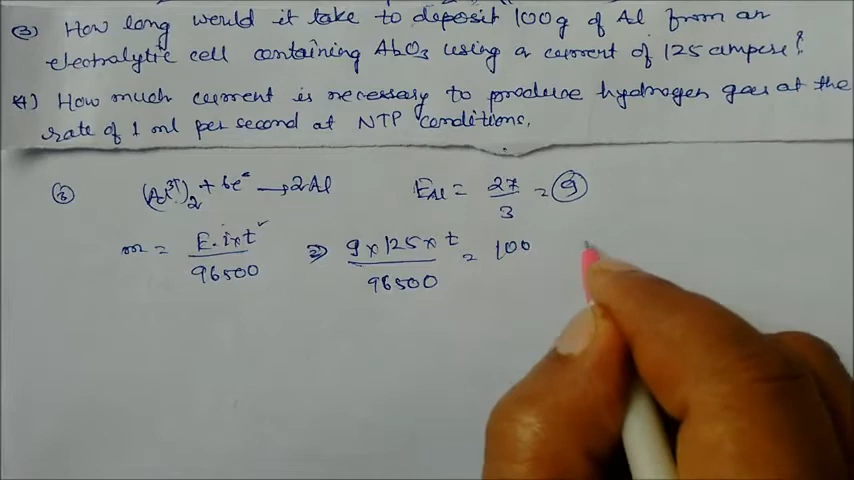 ③ How long would it take to deposit 100g of Al from an
electrolytic cell containing Al₂O₃ using a current of 125 ampere?
4) How much current is necessary to produce hydrogen gas at the
rate of 1 ml per second at NTP conditions.
③ (Al³⁺)₂ + 6e⁻ → 2Al E_Al = 27/3 = 9
m = E.i×t/96500 ⇒ 9×125×t/96500 = 100